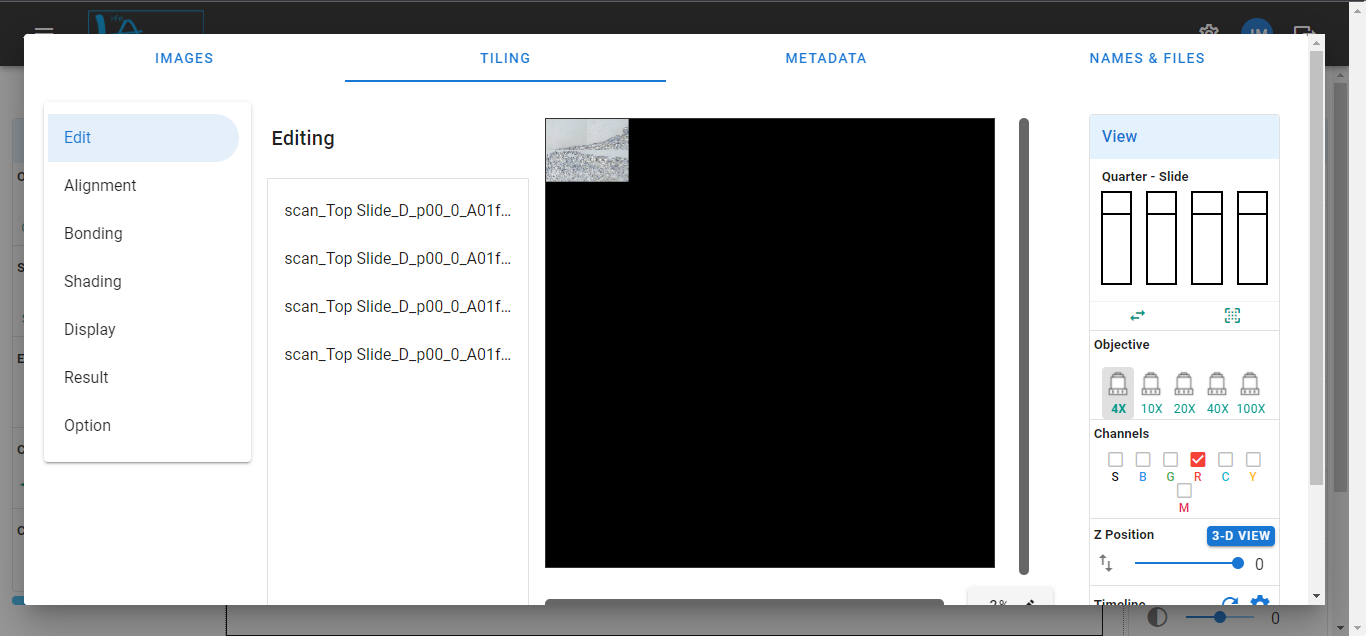 IMAGES
TILING
METADATA
NAMES & FILES
Edit
Alignment
Bonding
Shading
Display
Result
Option
Editing
scan_Top Slide_D_p00_0_A01f...
scan_Top Slide_D_p00_0_A01f...
scan_Top Slide_D_p00_0_A01f...
scan_Top Slide_D_p00_0_A01f...
View
Quarter - Slide
Objective
4X 10X 20X 40X 100X
Channels
S B G R C Y
M
Z Position
3-D VIEW
0
Timeline
0